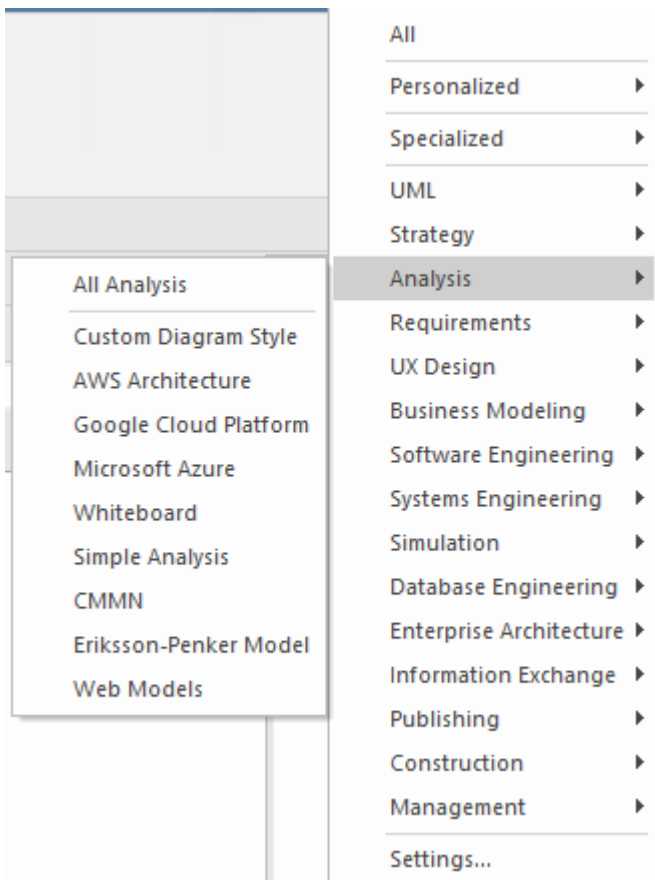 All
Personalized
Specialized
UML
Strategy
Analysis
Requirements
UX Design
Business Modeling
Software Engineering
Systems Engineering
Simulation
Database Engineering
Enterprise Architecture
Information Exchange
Publishing
Construction
Management
Settings...
All Analysis
Custom Diagram Style
AWS Architecture
Google Cloud Platform
Microsoft Azure
Whiteboard
Simple Analysis
CMMN
Eriksson-Penker Model
Web Models